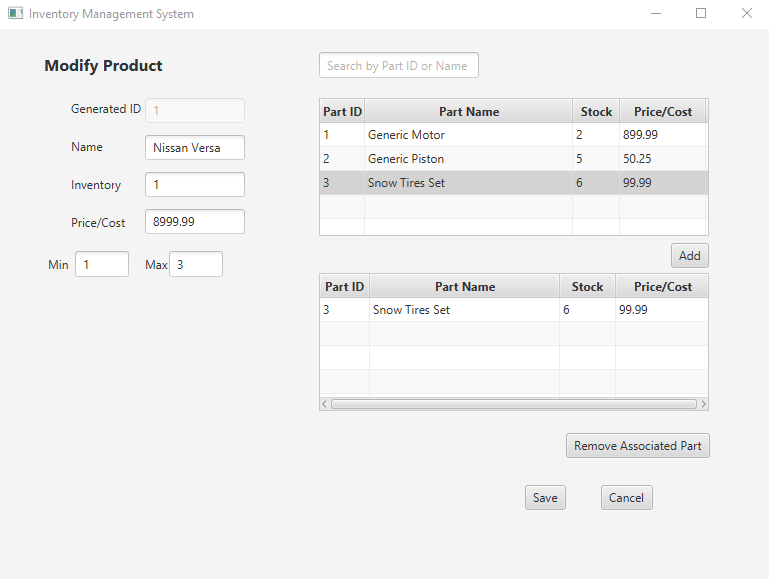 Inventory Management System
Modify Product
Search by Part ID or Name
Generated ID 1
Name Nissan Versa
Inventory 1
Price/Cost 8999.99
Min 1 Max 3
Part ID Part Name Stock Price/Cost
1 Generic Motor 2 899.99
2 Generic Piston 5 50.25
3 Snow Tires Set 6 99.99
Add
Part ID Part Name Stock Price/Cost
3 Snow Tires Set 6 99.99
Remove Associated Part
Save Cancel